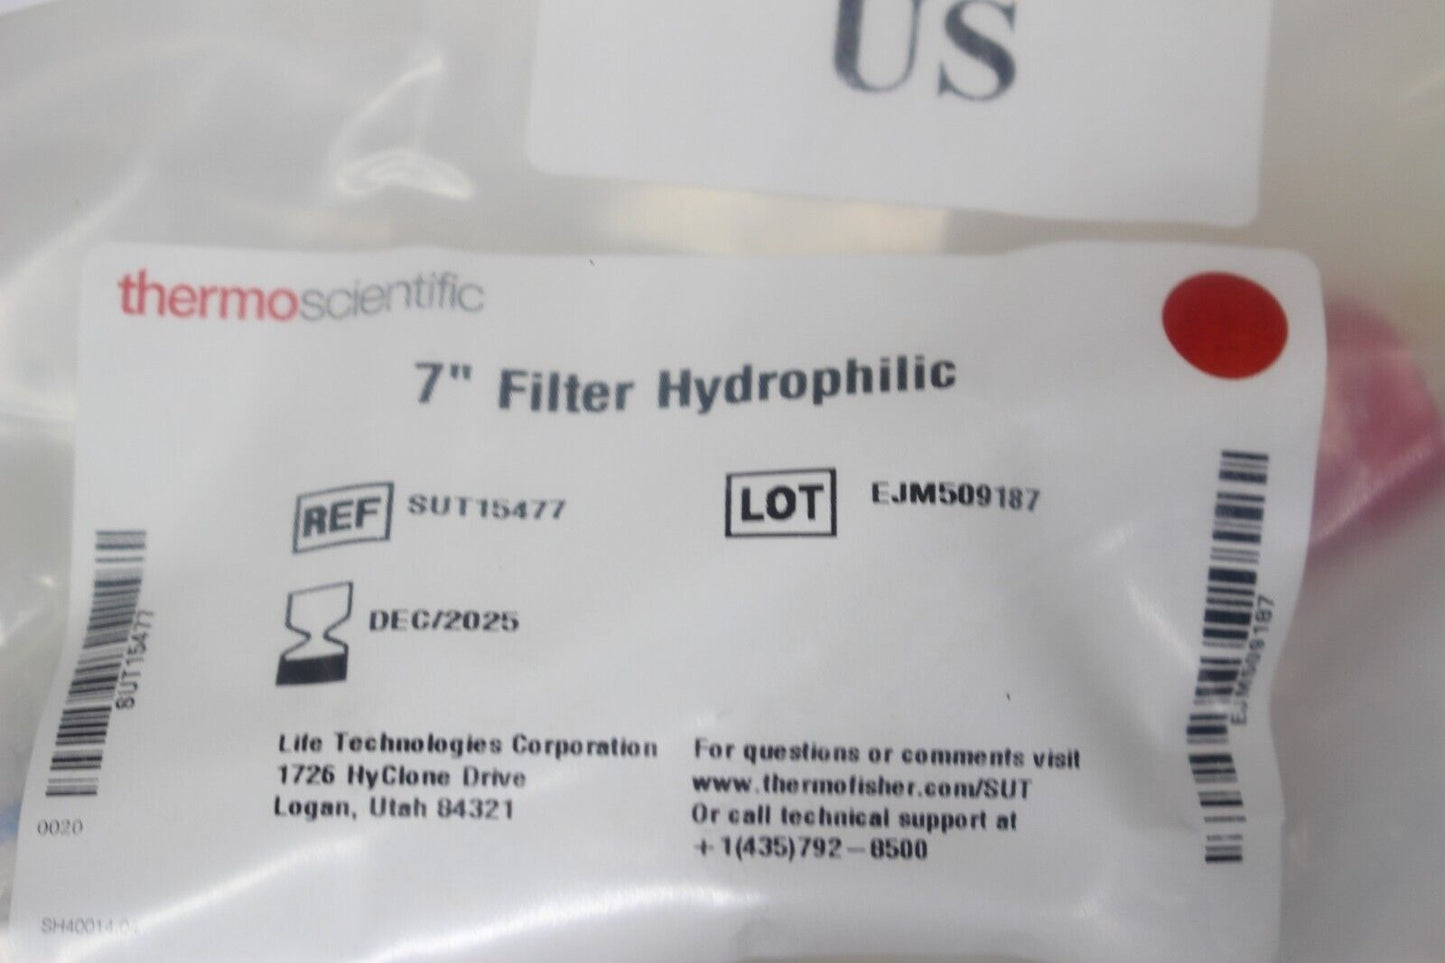 US
thermoscientific
7" Filter Hydrophilic
REF SUT15477
LOT EJM509187
DEC/2025
SUT15477
EJM509187
Life Technologies Corporation
1726 HyClone Drive
Logan, Utah 84321
For questions or comments visit
www.thermofisher.com/SUT
Or call technical support at
+1(435)792-8500
0020